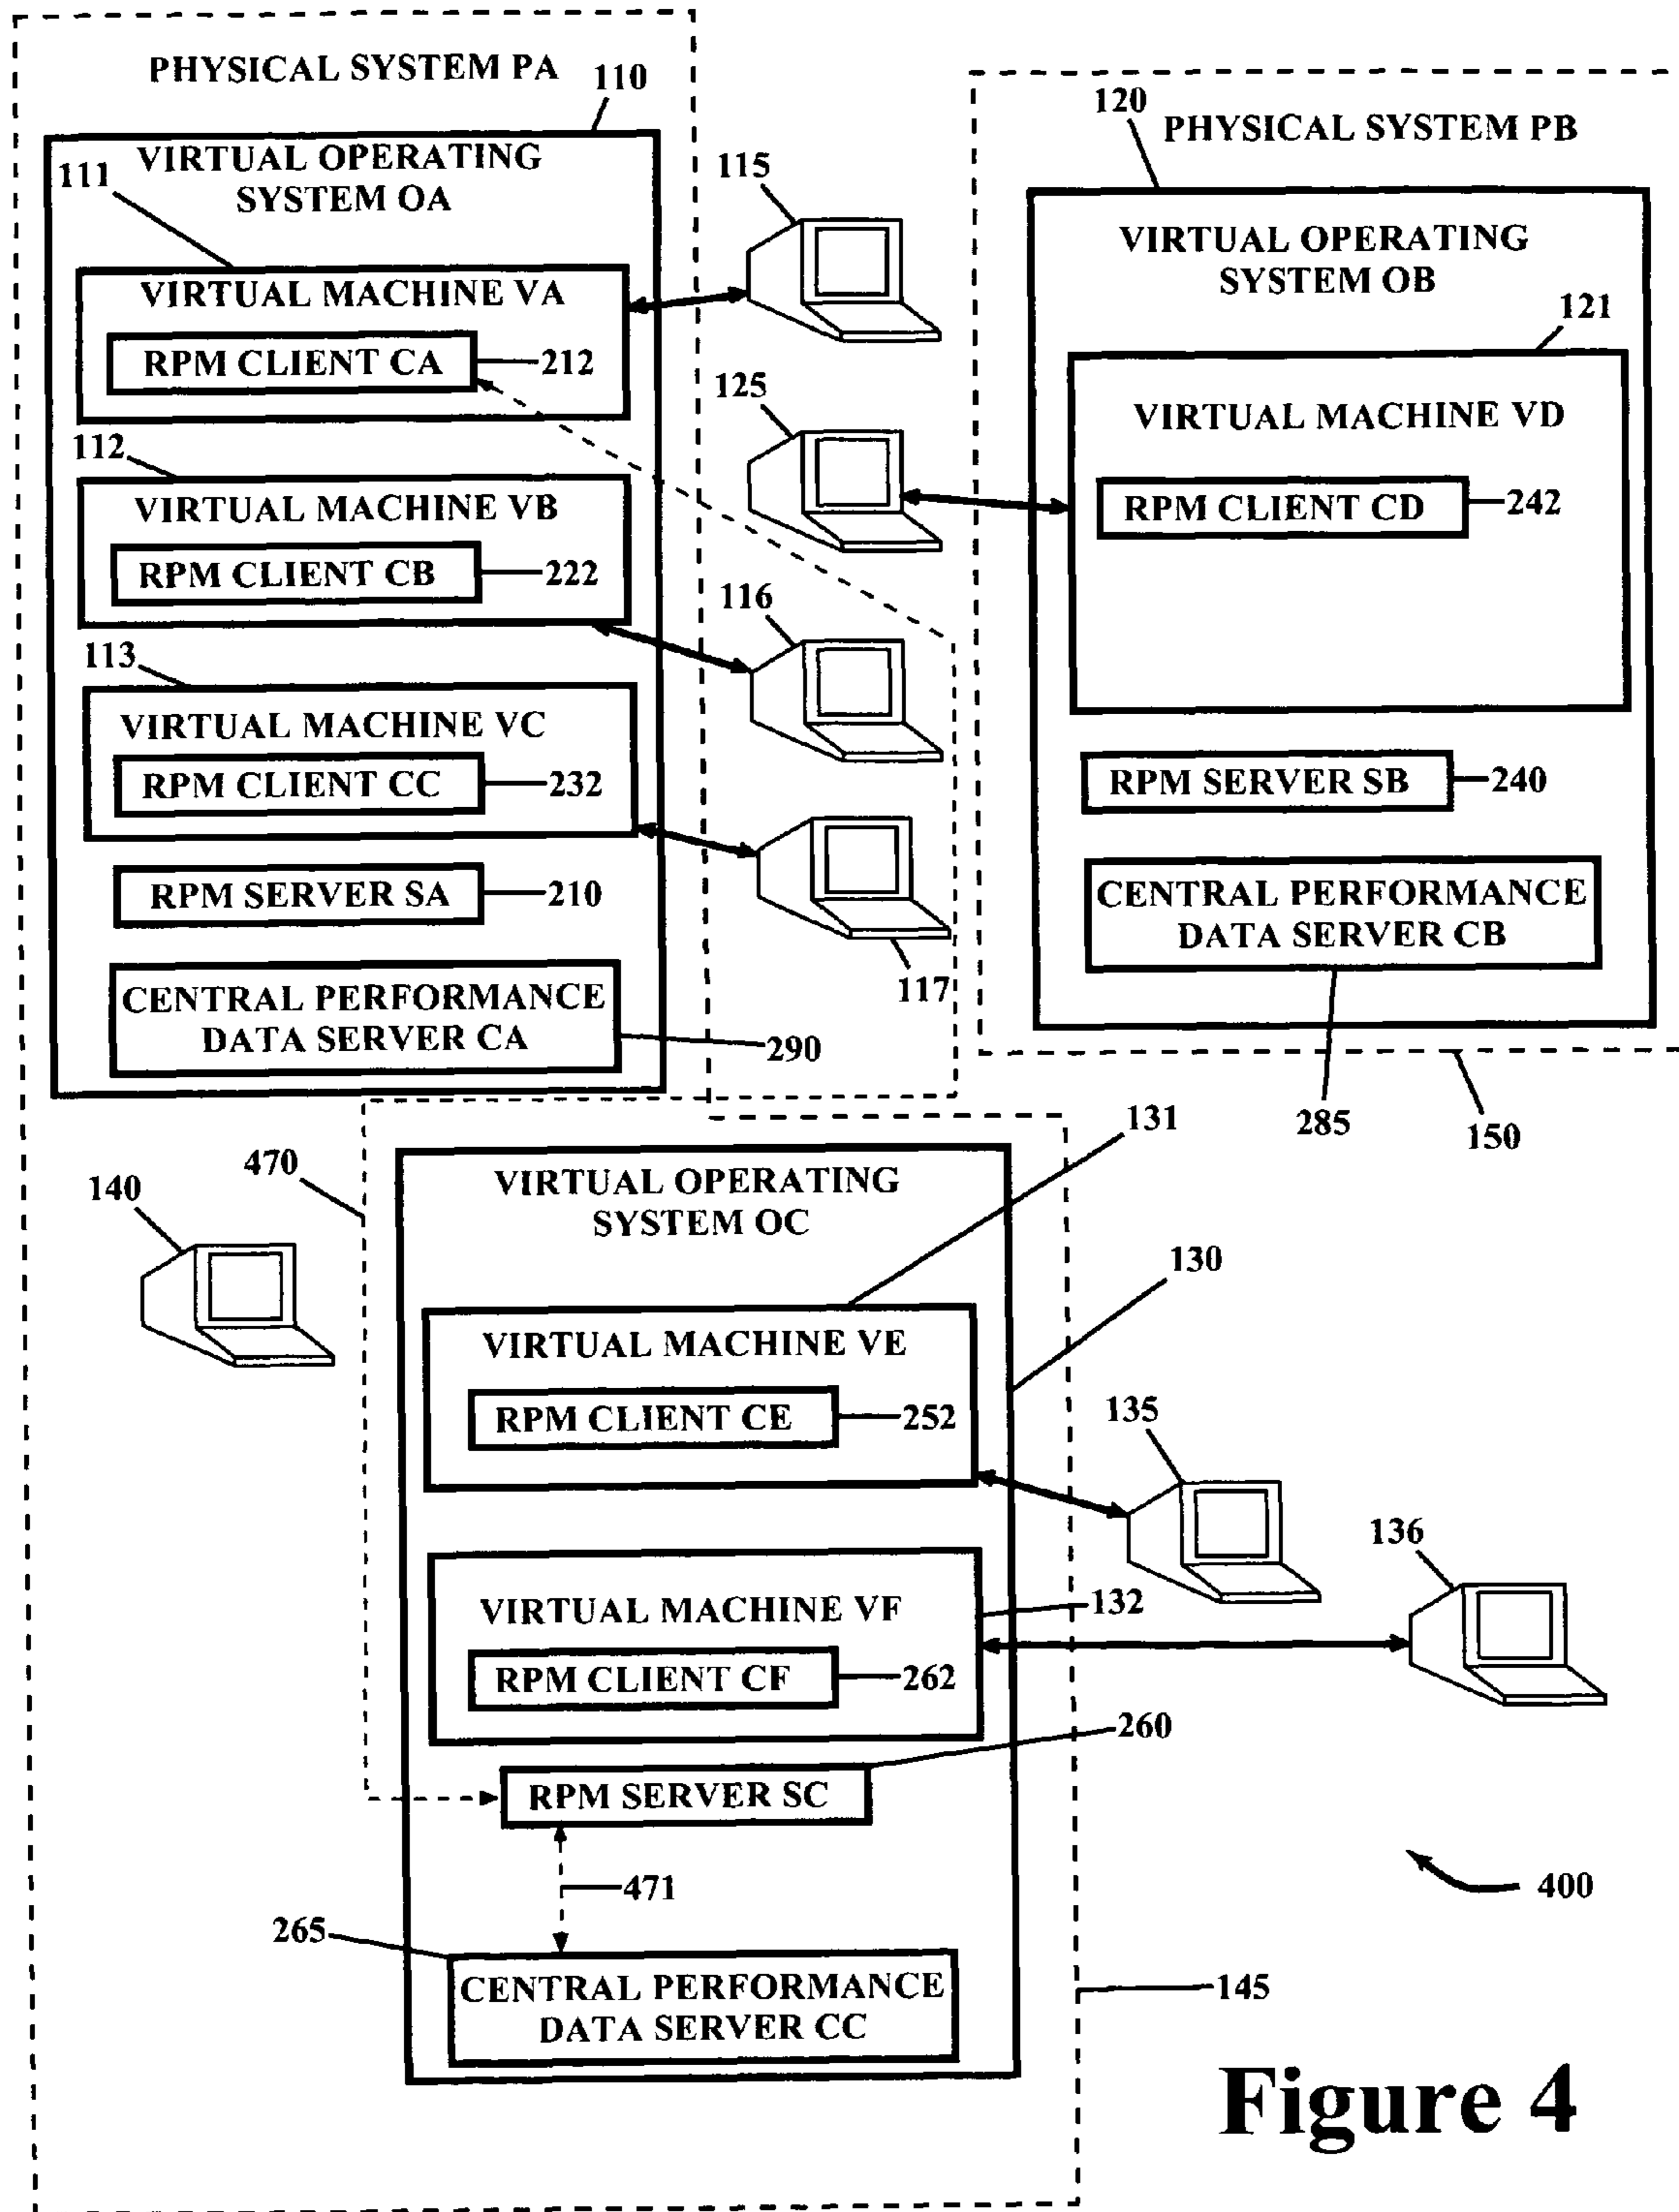 PHYSICAL SYSTEM PA
110
VIRTUAL OPERATING
SYSTEM OA
111
VIRTUAL MACHINE VA
RPM CLIENT CA
212
112
VIRTUAL MACHINE VB
RPM CLIENT CB
222
113
VIRTUAL MACHINE VC
RPM CLIENT CC
232
RPM SERVER SA
210
CENTRAL PERFORMANCE
DATA SERVER CA
290
115
125
116
117
120
PHYSICAL SYSTEM PB
VIRTUAL OPERATING
SYSTEM OB
121
VIRTUAL MACHINE VD
RPM CLIENT CD
242
RPM SERVER SB
240
CENTRAL PERFORMANCE
DATA SERVER CB
285
150
470
140
131
VIRTUAL OPERATING
SYSTEM OC
130
VIRTUAL MACHINE VE
RPM CLIENT CE
252
135
136
VIRTUAL MACHINE VF
132
RPM CLIENT CF
262
260
RPM SERVER SC
471
400
265
CENTRAL PERFORMANCE
DATA SERVER CC
145
Figure 4